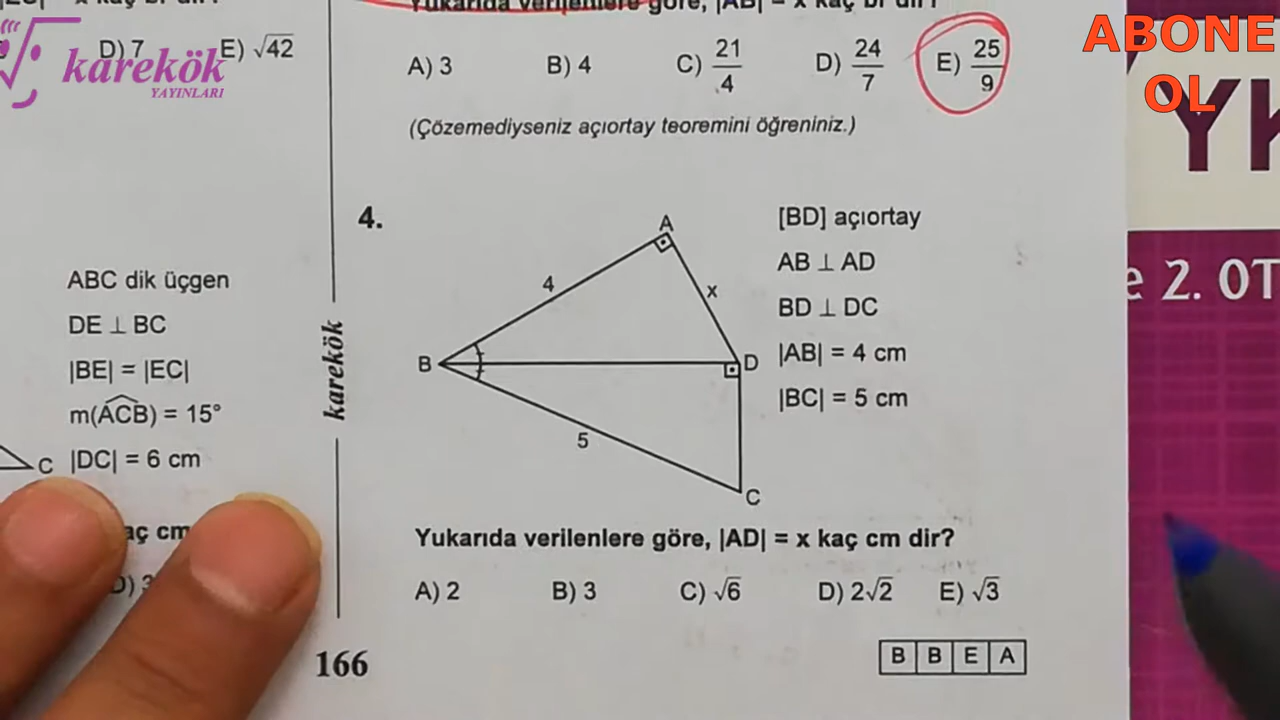 Yukarıda verilenlere göre, |AB| = x kaç br dir?
D) 7 E) √42
A) 3 B) 4 C) 21/4 D) 24/7 E) 25/9
(Çözemediyseniz açıortay teoremini öğreniniz.)
karekök
YAYINLARI
ABONE
OL
ABC dik üçgen
DE ⊥ BC
|BE| = |EC|
m(ACB) = 15°
C |DC| = 6 cm
aç cm
karekök
4.
A
4
x
B
D
5
C
[BD] açıortay
AB ⊥ AD
BD ⊥ DC
|AB| = 4 cm
|BC| = 5 cm
Yukarıda verilenlere göre, |AD| = x kaç cm dir?
A) 2 B) 3 C) √6 D) 2√2 E) √3
166
B B E A
e 2. OT